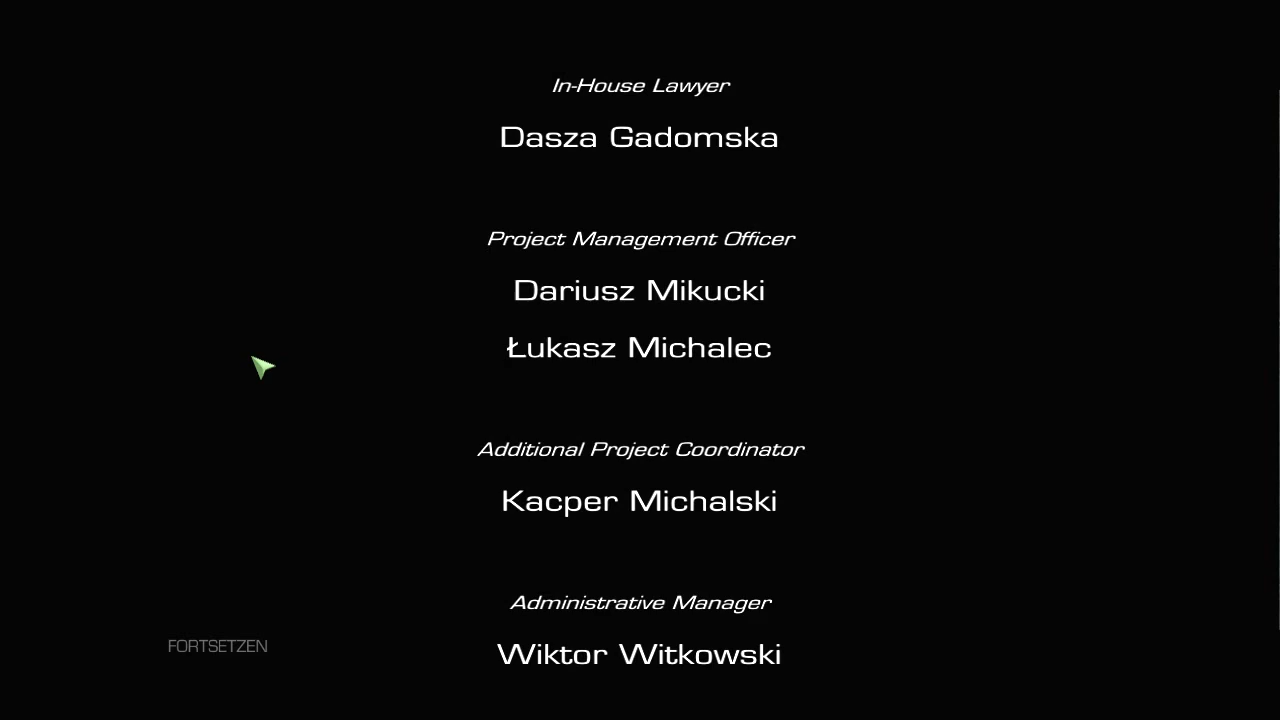 In-House Lawyer
Dasza Gadomska
Project Management Officer
Dariusz Mikucki
Łukasz Michalec
Additional Project Coordinator
Kacper Michalski
Administrative Manager
Wiktor Witkowski
FORTSETZEN